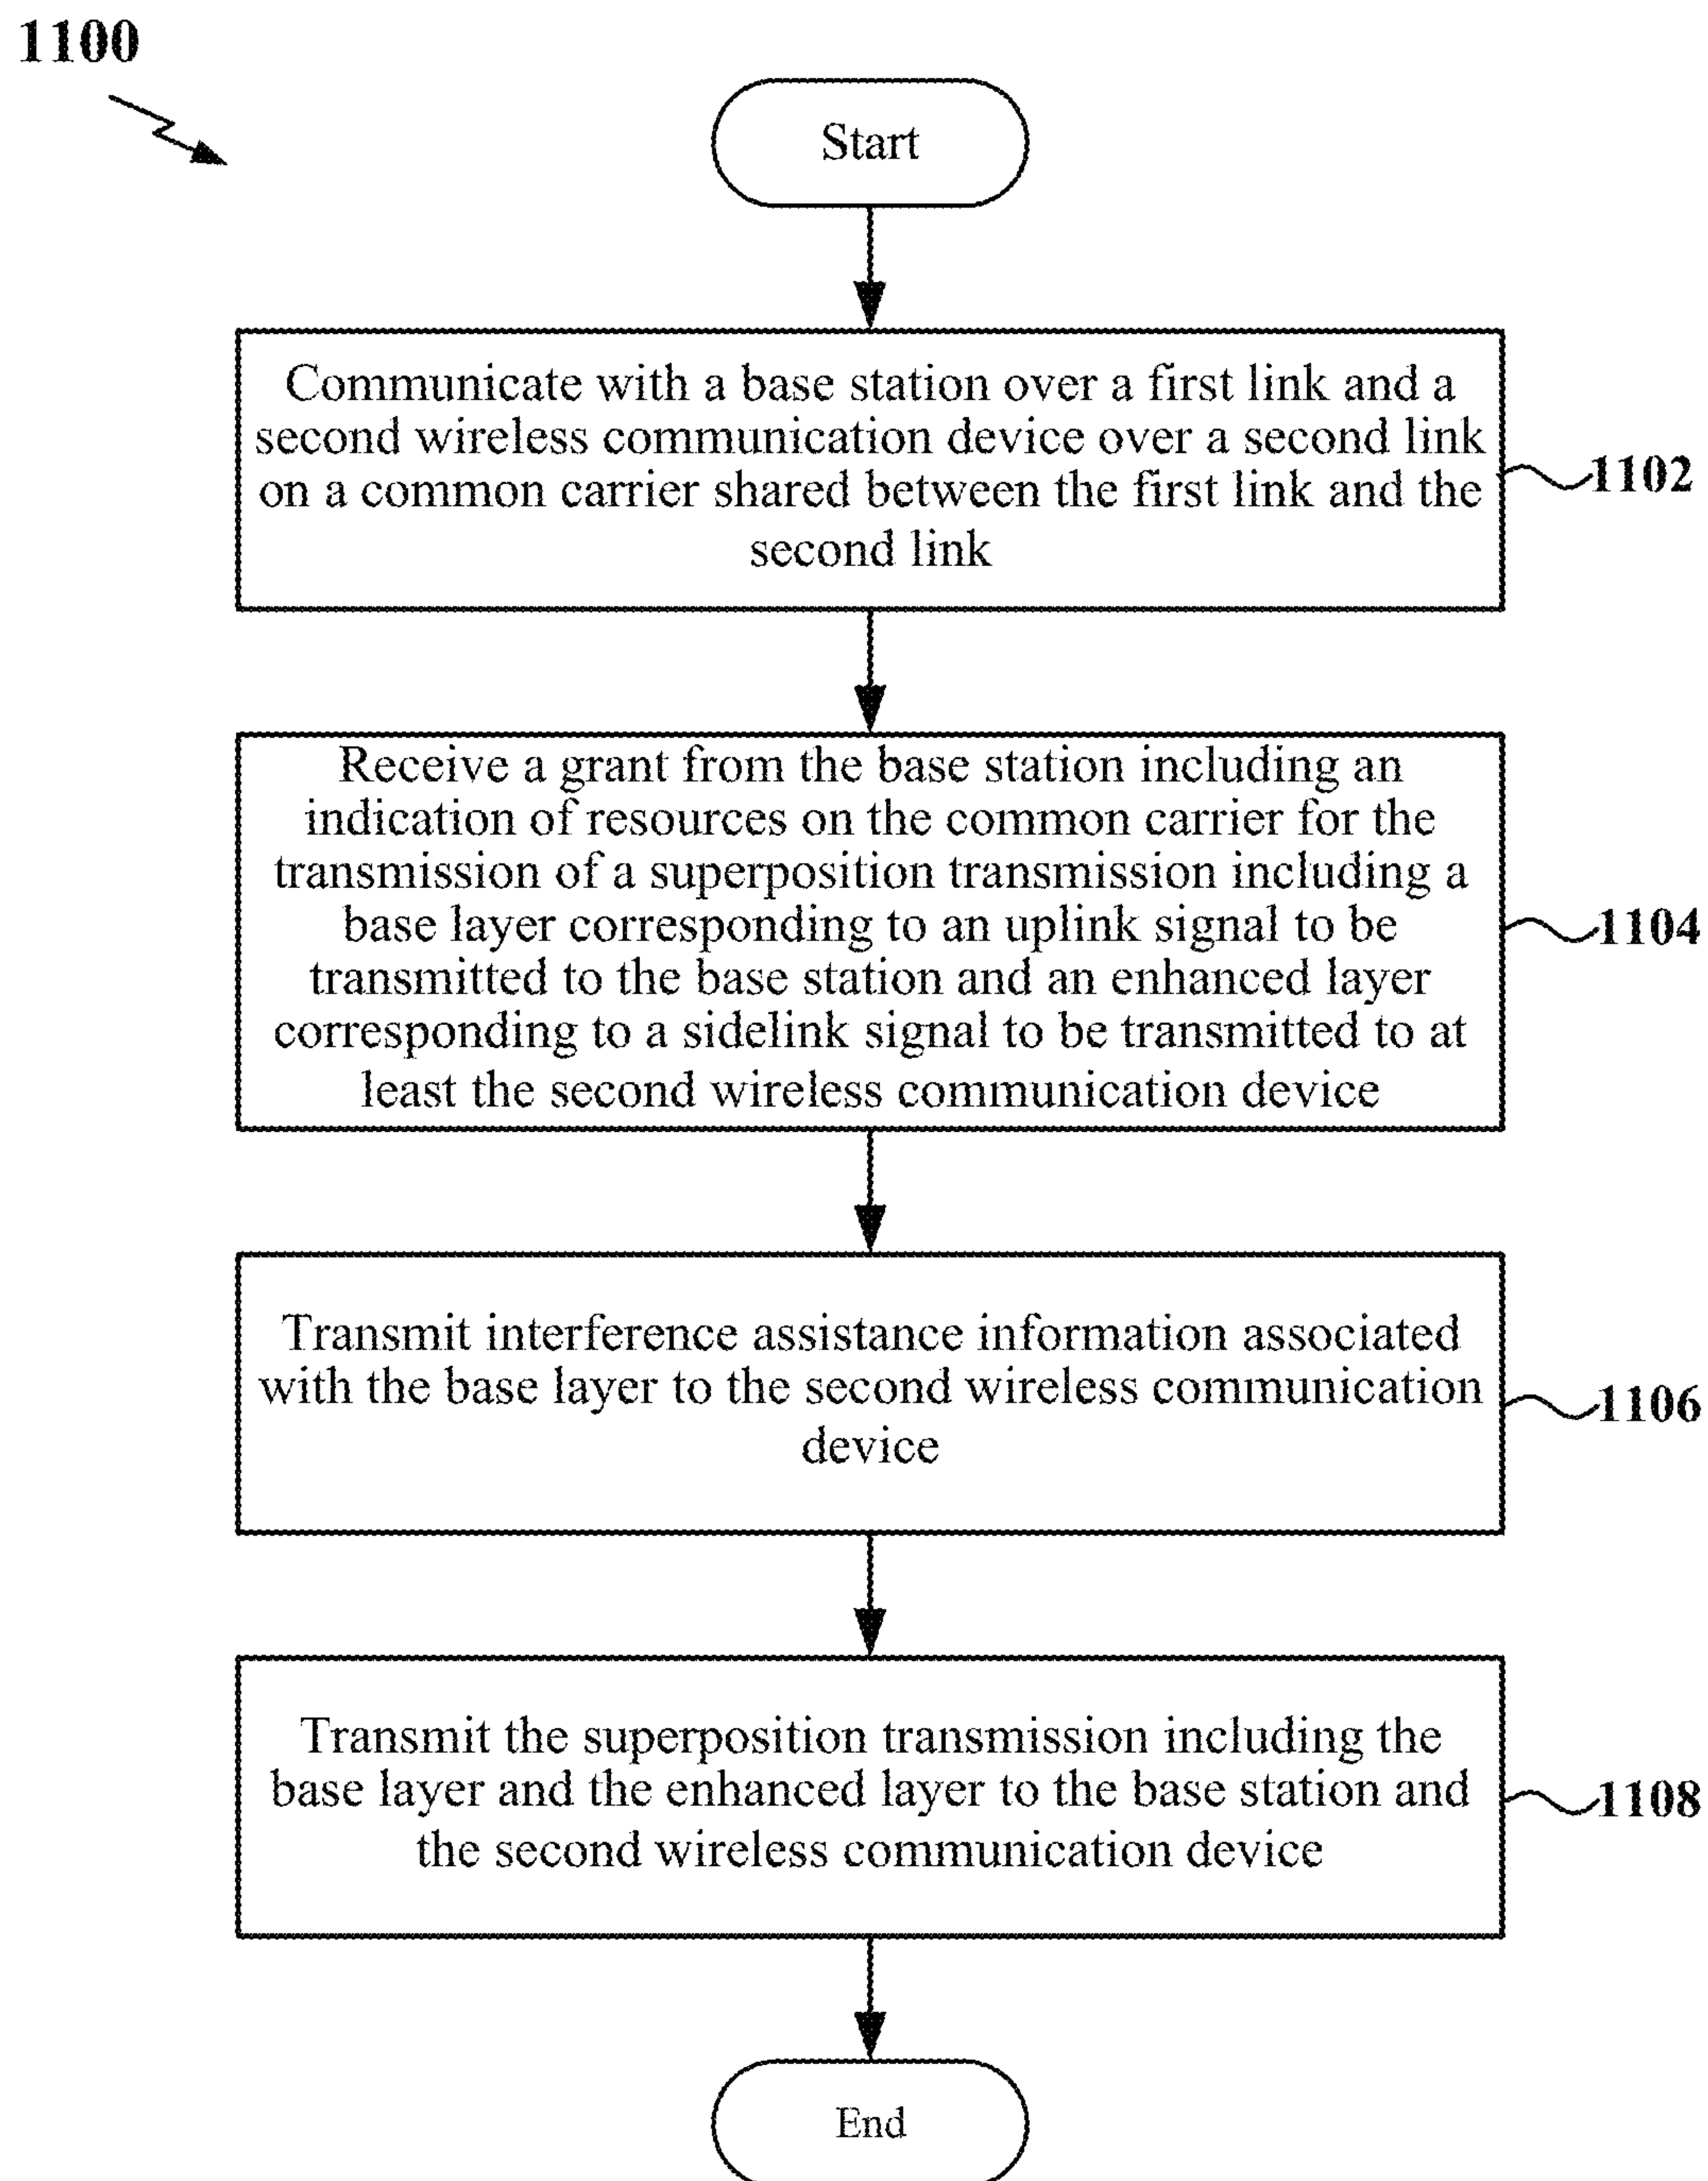 1100
Start
Communicate with a base station over a first link and a
second wireless communication device over a second link
on a common carrier shared between the first link and the
second link
1102
Receive a grant from the base station including an
indication of resources on the common carrier for the
transmission of a superposition transmission including a
base layer corresponding to an uplink signal to be
transmitted to the base station and an enhanced layer
corresponding to a sidelink signal to be transmitted to at
least the second wireless communication device
1104
Transmit interference assistance information associated
with the base layer to the second wireless communication
device
1106
Transmit the superposition transmission including the
base layer and the enhanced layer to the base station and
the second wireless communication device
1108
End